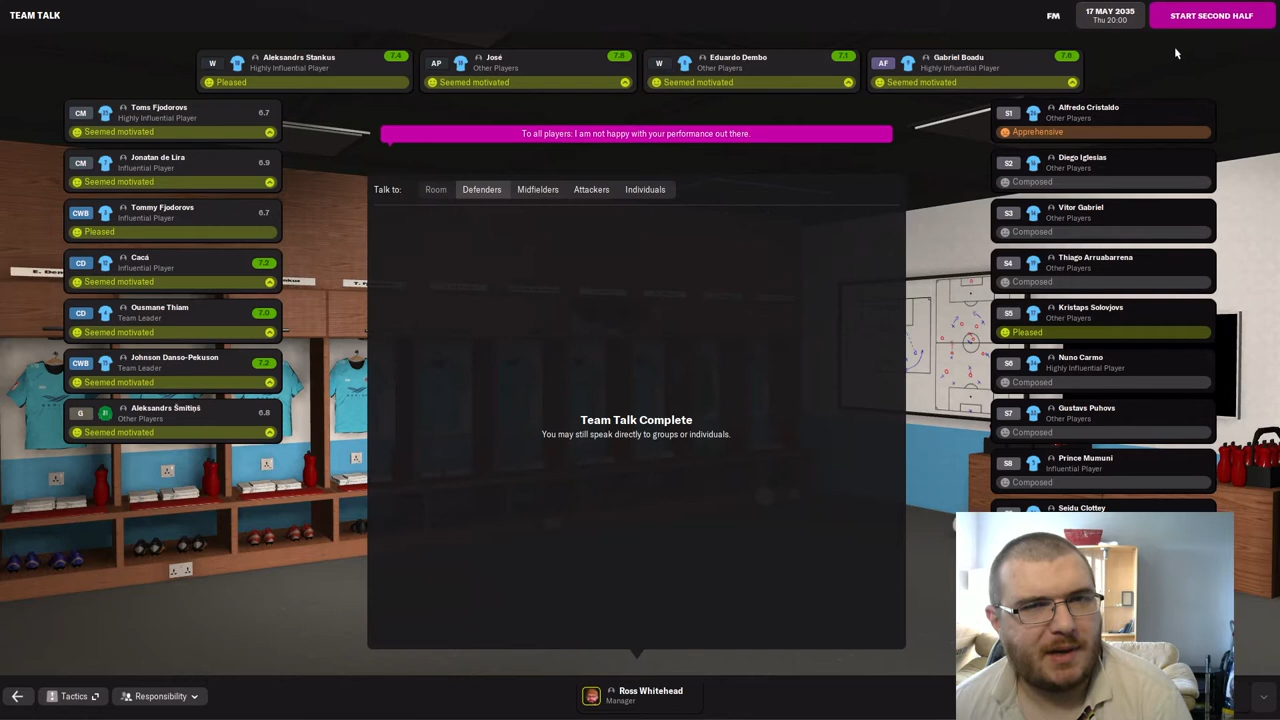 TEAM TALK
FM
17 MAY 2035
Thu 20:00
START SECOND HALF
W
Aleksandrs Stankus
Highly Influential Player
7.4
Pleased
AP
José
Other Players
7.8
Seemed motivated
W
Eduardo Dembo
Other Players
7.1
Seemed motivated
AF
Gabriel Boadu
Highly Influential Player
Seemed motivated
CM
Toms Fjodorovs
Highly Influential Player
6.7
Seemed motivated
CM
Jonatan de Lira
Influential Player
6.9
Seemed motivated
CWB
Tommy Fjodorovs
Influential Player
6.7
Pleased
CD
Cacá
Influential Player
7.2
Seemed motivated
CD
Ousmane Thiam
Team Leader
7.0
Seemed motivated
CWB
Johnson Danso-Pekuson
Team Leader
7.2
Seemed motivated
G
Aleksandrs Šmitiņš
Other Players
6.8
Seemed motivated
To all players: I am not happy with your performance out there.
Talk to:
Room
Defenders
Midfielders
Attackers
Individuals
Team Talk Complete
You may still speak directly to groups or individuals.
S1
Alfredo Cristaldo
Other Players
Apprehensive
S2
Diego Iglesias
Other Players
Composed
S3
Vitor Gabriel
Other Players
Composed
S4
Thiago Arruabarrena
Other Players
Composed
S5
Kristaps Solovjovs
Other Players
Pleased
S6
Nuno Carmo
Highly Influential Player
Composed
S7
Gustavs Puhovs
Other Players
Composed
S8
Prince Mumuni
Influential Player
Composed
Seidu Clottey
Tactics
Responsibility
Ross Whitehead
Manager